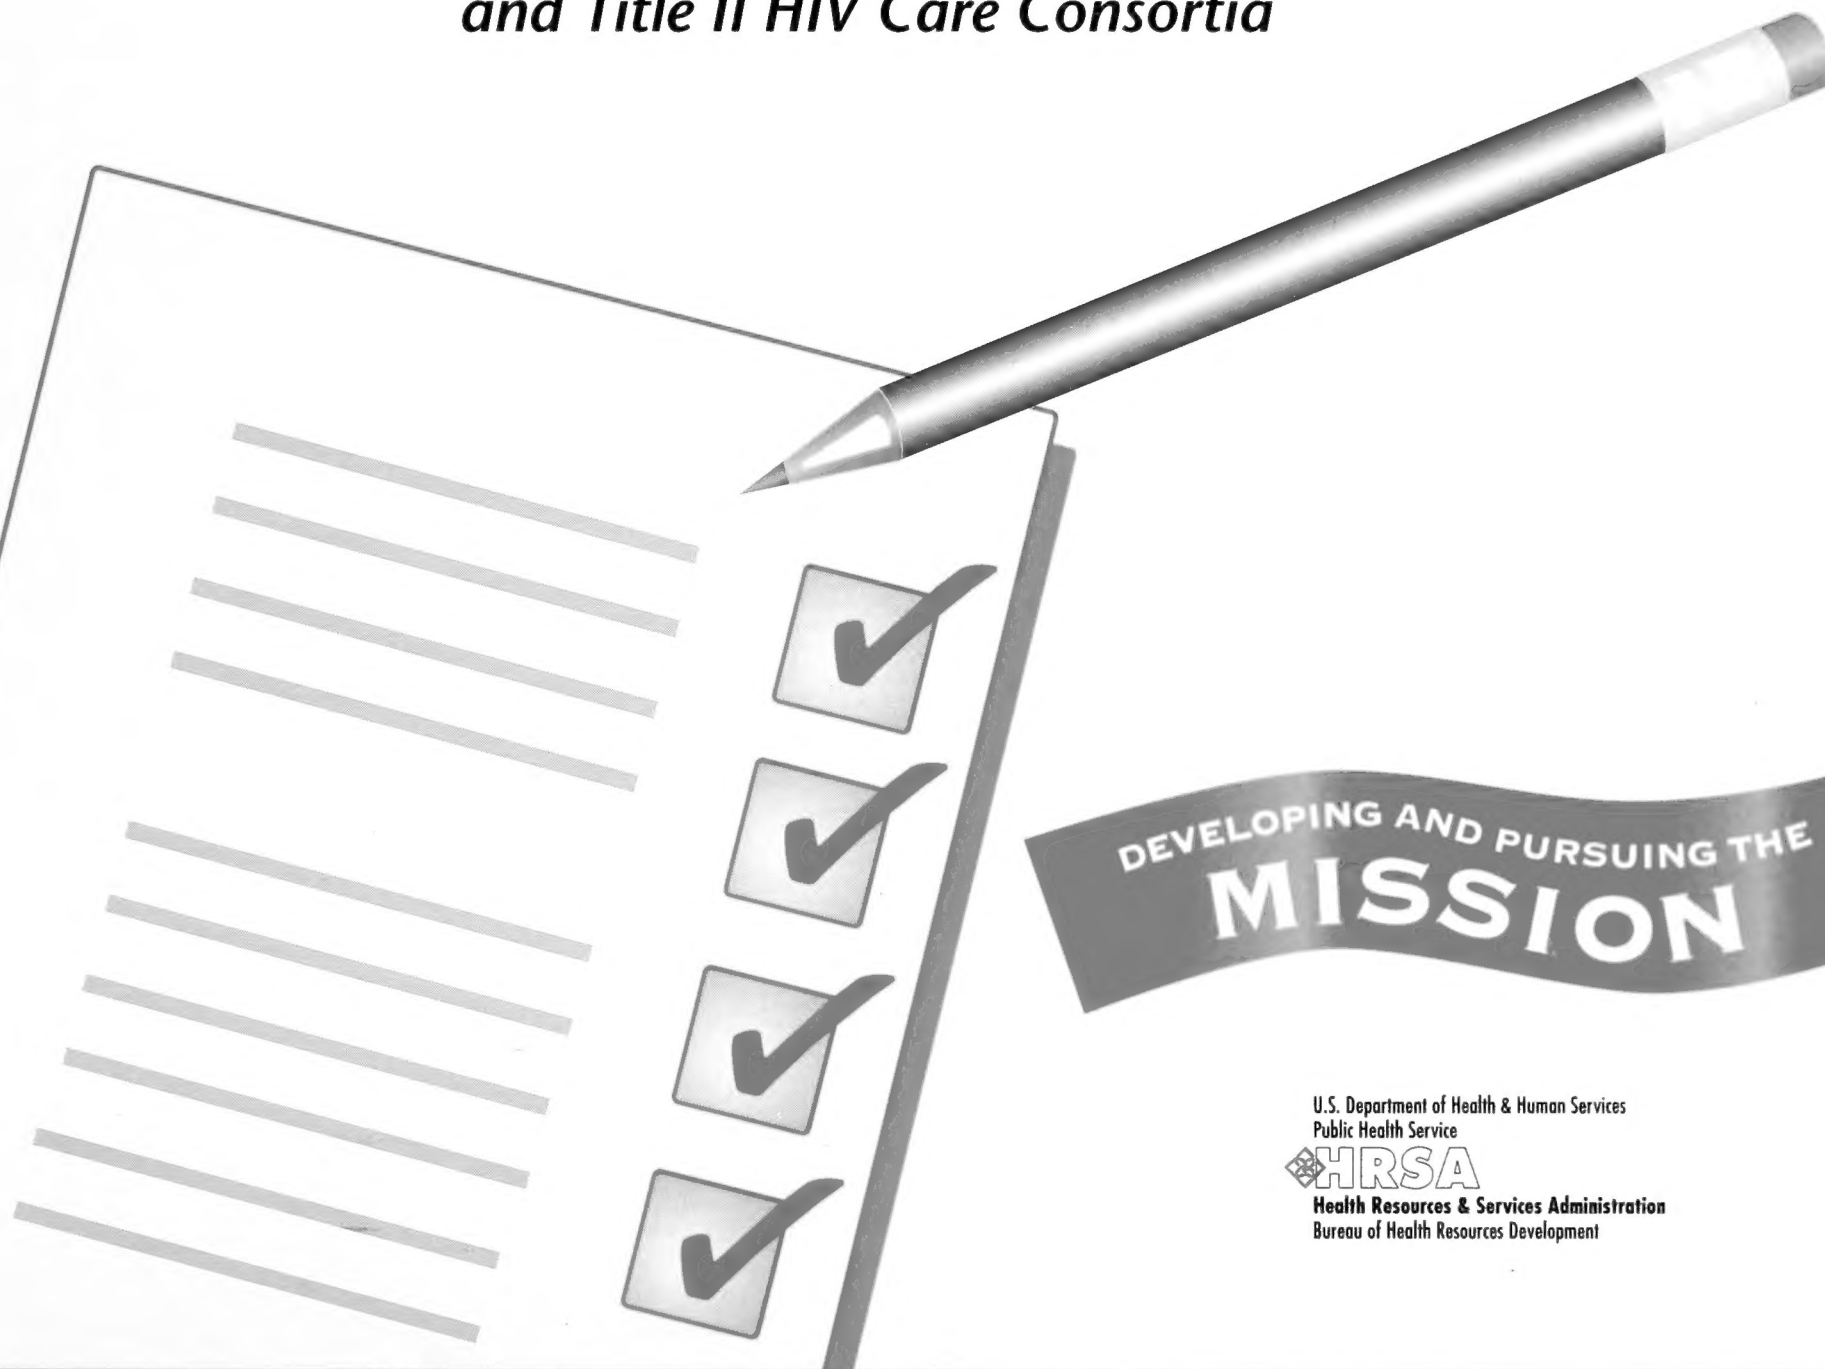 and Title II HIV Care Consortia
DEVELOPING AND PURSUING THE
MISSION
U.S. Department of Health & Human Services
Public Health Service
HRSA
Health Resources & Services Administration
Bureau of Health Resources Development